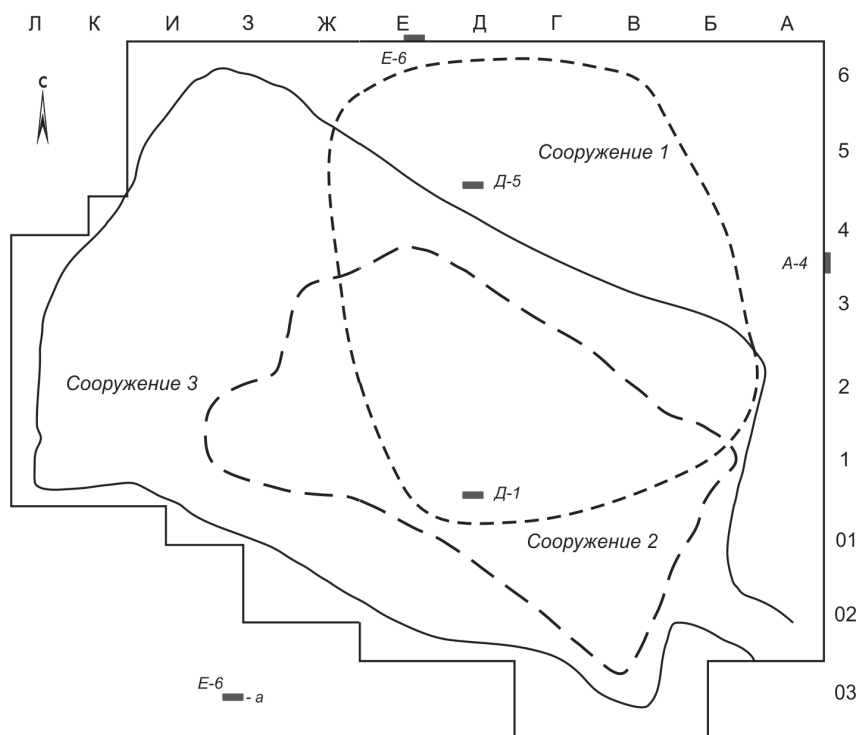 Л К И З Ж Е Д Г В Б А
С
Е-6
6
Сооружение 1
5
Д-5
4
А-4
3
Сооружение 3
2
1
Д-1
Сооружение 2
01
02
Е-6
- а
03